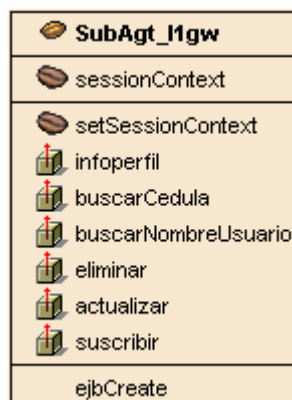 SubAgt_l1gw
sessionContext
setSessionContext
infoperfil
buscarCedula
buscarNombreUsuario
eliminar
actualizar
suscribir
ejbCreate